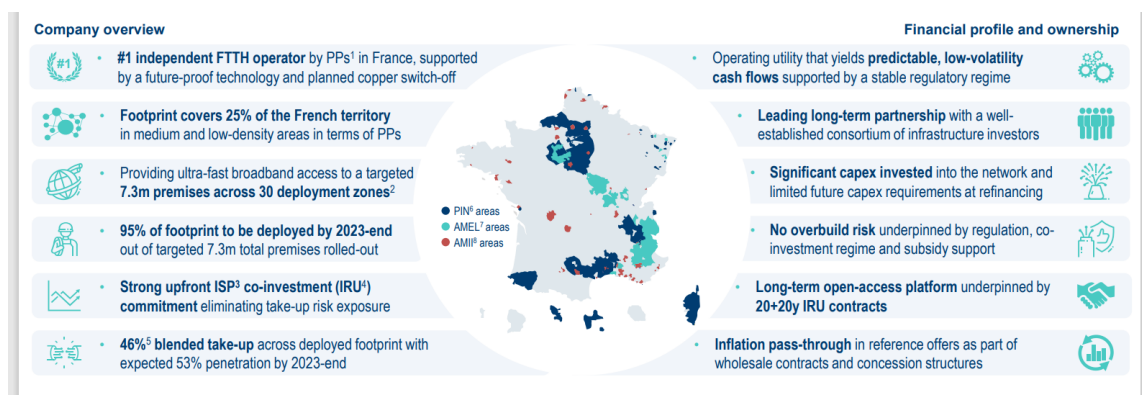 Company overview
#1
• #1 independent FTTH operator by PPs¹ in France, supported
by a future-proof technology and planned copper switch-off
• Footprint covers 25% of the French territory
in medium and low-density areas in terms of PPs
• Providing ultra-fast broadband access to a targeted
7.3m premises across 30 deployment zones²
• 95% of footprint to be deployed by 2023-end
out of targeted 7.3m total premises rolled-out
• Strong upfront ISP³ co-investment (IRU⁴)
commitment eliminating take-up risk exposure
• 46%⁵ blended take-up across deployed footprint with
expected 53% penetration by 2023-end
PIN⁶ areas
AMEL⁷ areas
AMII⁸ areas
Financial profile and ownership
• Operating utility that yields predictable, low-volatility
cash flows supported by a stable regulatory regime
• Leading long-term partnership with a well-
established consortium of infrastructure investors
• Significant capex invested into the network and
limited future capex requirements at refinancing
• No overbuild risk underpinned by regulation, co-
investment regime and subsidy support
• Long-term open-access platform underpinned by
20+20y IRU contracts
• Inflation pass-through in reference offers as part of
wholesale contracts and concession structures